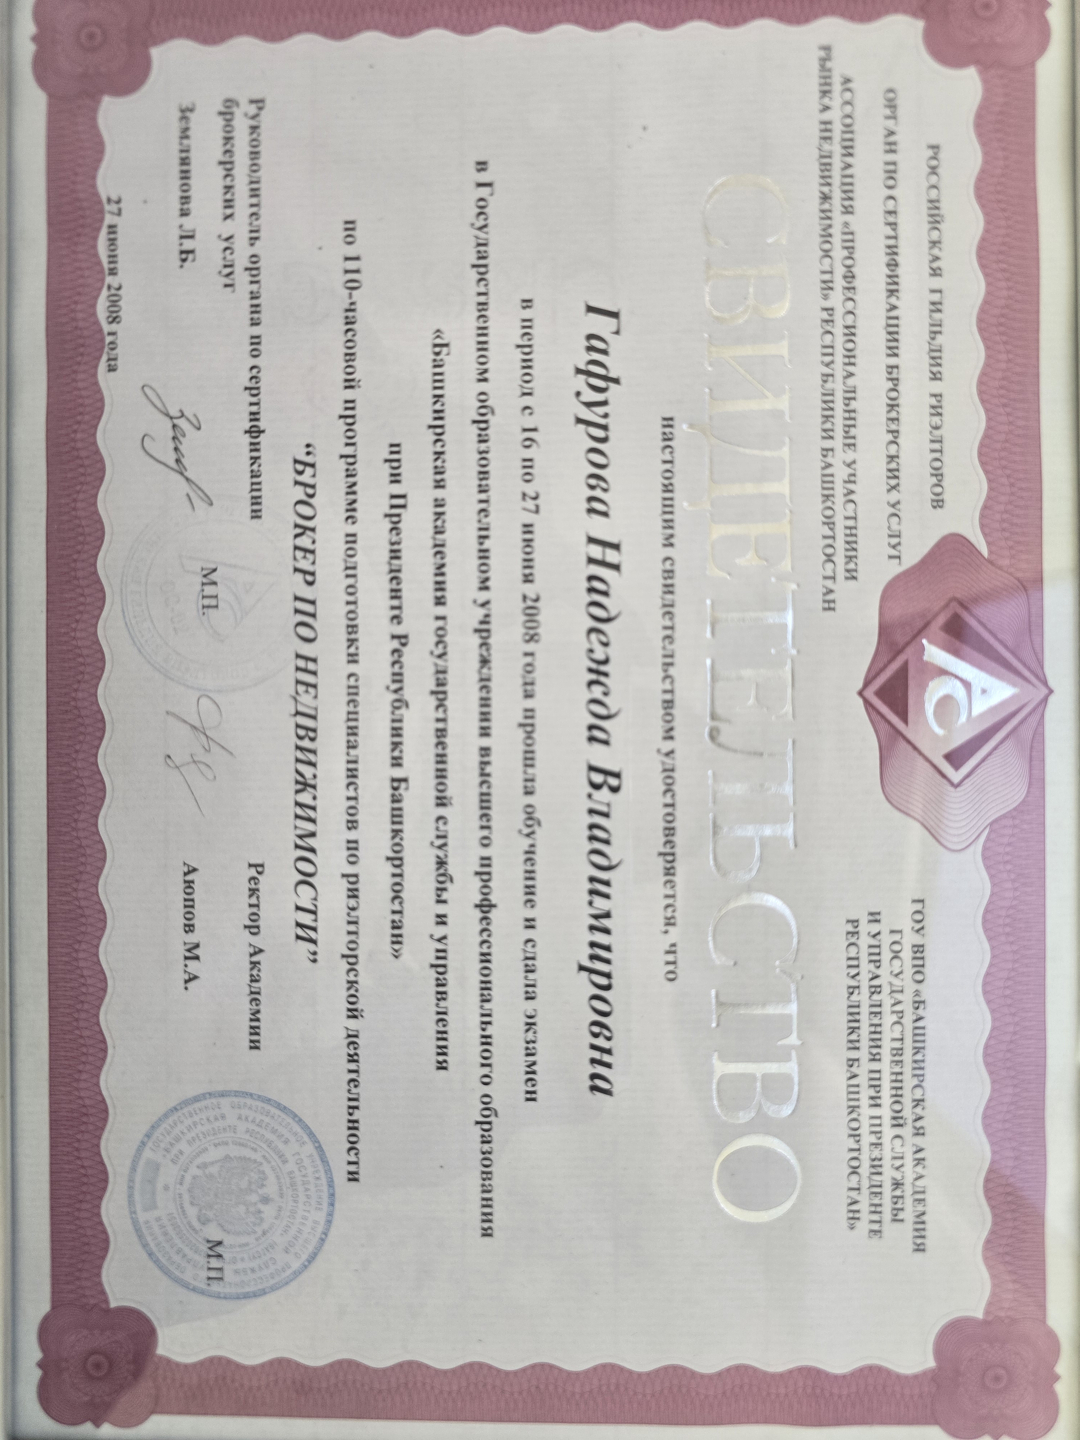 РОССИЙСКАЯ ГИЛЬДИЯ РИЭЛТОРОВ
ОРГАН ПО СЕРТИФИКАЦИИ БРОКЕРСКИХ УСЛУГ
АССОЦИАЦИЯ «ПРОФЕССИОНАЛЬНЫЕ УЧАСТНИКИ
РЫНКА НЕДВИЖИМОСТИ» РЕСПУБЛИКИ БАШКОРТОСТАН
РС
ГОУ ВПО «БАШКИРСКАЯ АКАДЕМИЯ
ГОСУДАРСТВЕННОЙ СЛУЖБЫ
И УПРАВЛЕНИЯ ПРИ ПРЕЗИДЕНТЕ
РЕСПУБЛИКИ БАШКОРТОСТАН»
СВИДЕТЕЛЬСТВО
настоящим свидетельством удостоверяется, что
Гафурова Надежда Владимировна
в период с 16 по 27 июня 2008 года прошла обучение и сдала экзамен
в Государственном образовательном учреждении высшего профессионального образования
«Башкирская академия государственной службы и управления
при Президенте Республики Башкортостан»
по 110-часовой программе подготовки специалистов по риэлторской деятельности
“БРОКЕР ПО НЕДВИЖИМОСТИ”
Руководитель органа по сертификации
брокерских услуг
Землянова Л.Б.
М.П.
Ректор Академии
Аюпов М.А.
М.П.
27 июня 2008 года